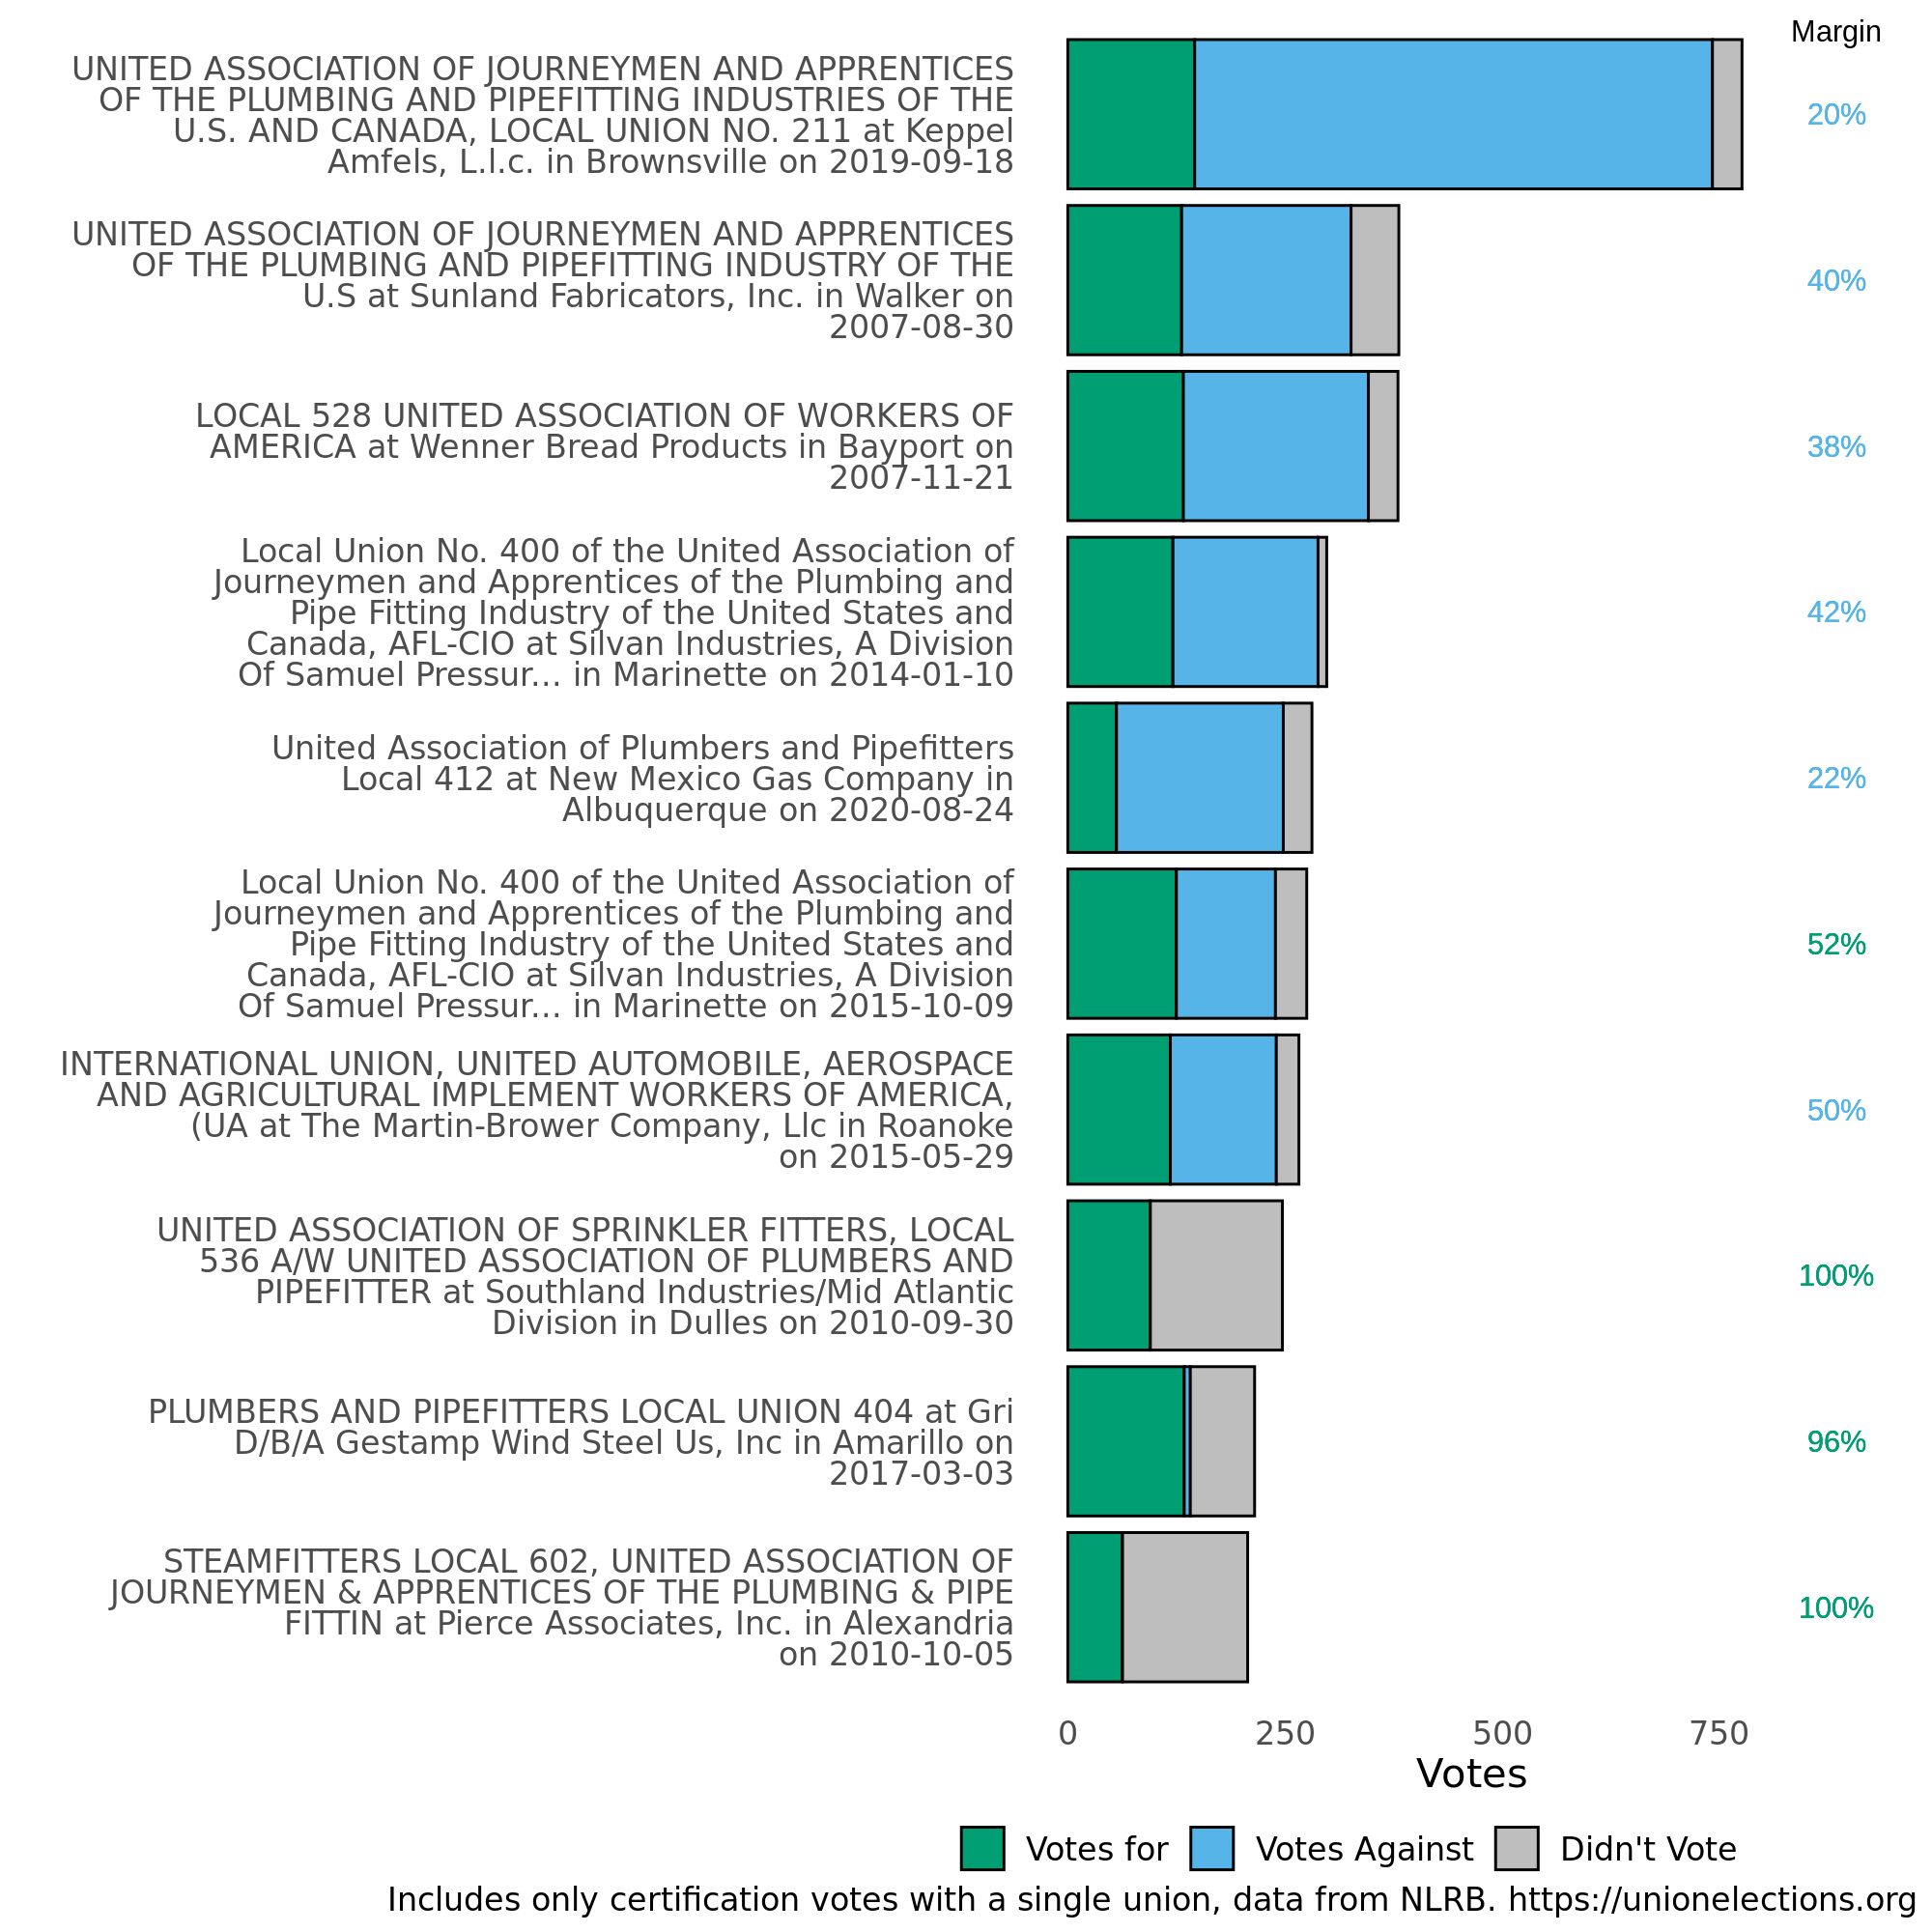 Margin
UNITED ASSOCIATION OF JOURNEYMEN AND APPRENTICES
OF THE PLUMBING AND PIPEFITTING INDUSTRIES OF THE
U.S. AND CANADA, LOCAL UNION NO. 211 at Keppel
Amfels, L.l.c. in Brownsville on 2019-09-18
20%
UNITED ASSOCIATION OF JOURNEYMEN AND APPRENTICES
OF THE PLUMBING AND PIPEFITTING INDUSTRY OF THE
U.S at Sunland Fabricators, Inc. in Walker on
2007-08-30
40%
LOCAL 528 UNITED ASSOCIATION OF WORKERS OF
AMERICA at Wenner Bread Products in Bayport on
2007-11-21
38%
Local Union No. 400 of the United Association of
Journeymen and Apprentices of the Plumbing and
Pipe Fitting Industry of the United States and
Canada, AFL-CIO at Silvan Industries, A Division
Of Samuel Pressur... in Marinette on 2014-01-10
42%
United Association of Plumbers and Pipefitters
Local 412 at New Mexico Gas Company in
Albuquerque on 2020-08-24
22%
Local Union No. 400 of the United Association of
Journeymen and Apprentices of the Plumbing and
Pipe Fitting Industry of the United States and
Canada, AFL-CIO at Silvan Industries, A Division
Of Samuel Pressur... in Marinette on 2015-10-09
52%
INTERNATIONAL UNION, UNITED AUTOMOBILE, AEROSPACE
AND AGRICULTURAL IMPLEMENT WORKERS OF AMERICA,
(UA at The Martin-Brower Company, Llc in Roanoke
on 2015-05-29
50%
UNITED ASSOCIATION OF SPRINKLER FITTERS, LOCAL
536 A/W UNITED ASSOCIATION OF PLUMBERS AND
PIPEFITTER at Southland Industries/Mid Atlantic
Division in Dulles on 2010-09-30
100%
PLUMBERS AND PIPEFITTERS LOCAL UNION 404 at Gri
D/B/A Gestamp Wind Steel Us, Inc in Amarillo on
2017-03-03
96%
STEAMFITTERS LOCAL 602, UNITED ASSOCIATION OF
JOURNEYMEN & APPRENTICES OF THE PLUMBING & PIPE
FITTIN at Pierce Associates, Inc. in Alexandria
on 2010-10-05
100%
0 250 500 750
Votes
Votes for Votes Against Didn't Vote
Includes only certification votes with a single union, data from NLRB. https://unionelections.org